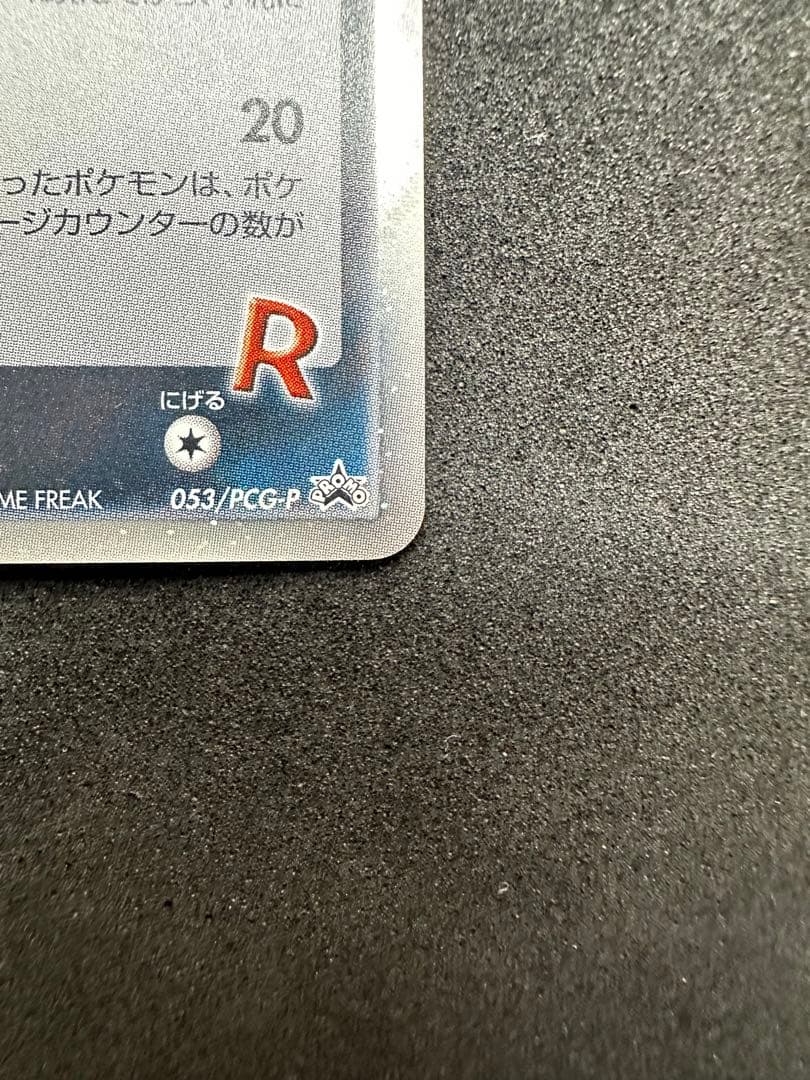 20
ったポケモンは、ポケ
ージカウンターの数が
R
にげる
ME FREAK 053/PCG-P PROMO